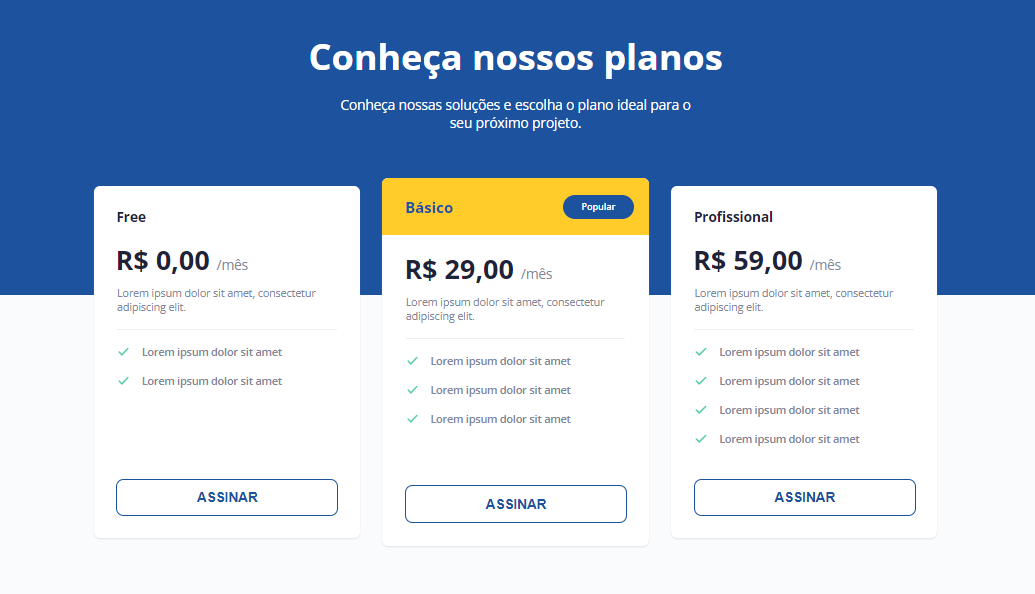 Conheça nossos planos
Conheça nossas soluções e escolha o plano ideal para o
seu próximo projeto.
Free
R$ 0,00 /mês
Lorem ipsum dolor sit amet, consectetur
adipiscing elit.
Lorem ipsum dolor sit amet
Lorem ipsum dolor sit amet
ASSINAR
Básico
Popular
R$ 29,00 /mês
Lorem ipsum dolor sit amet, consectetur
adipiscing elit.
Lorem ipsum dolor sit amet
Lorem ipsum dolor sit amet
Lorem ipsum dolor sit amet
ASSINAR
Profissional
R$ 59,00 /mês
Lorem ipsum dolor sit amet, consectetur
adipiscing elit.
Lorem ipsum dolor sit amet
Lorem ipsum dolor sit amet
Lorem ipsum dolor sit amet
Lorem ipsum dolor sit amet
ASSINAR